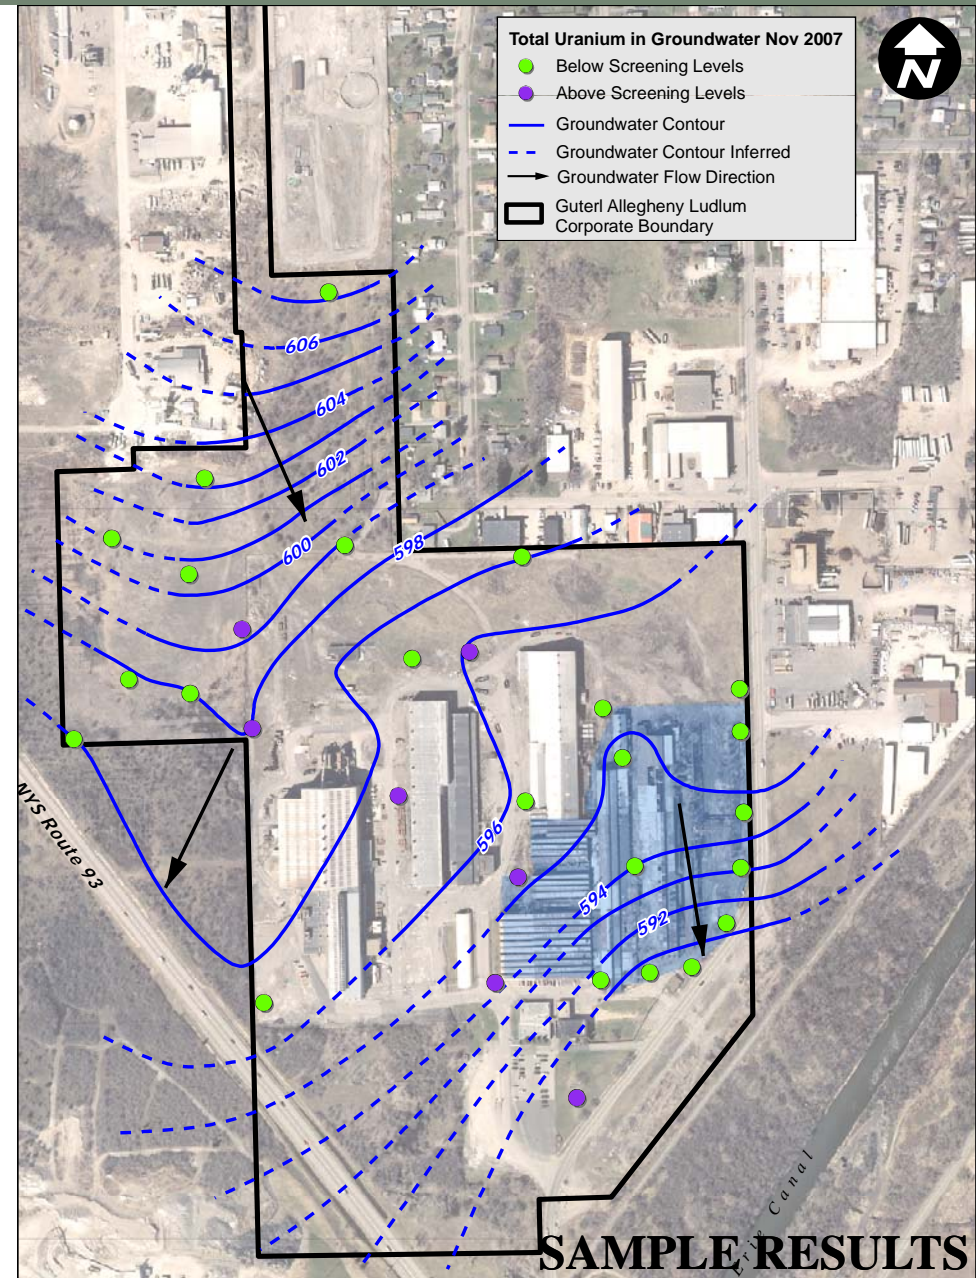 Total Uranium in Groundwater Nov 2007
Below Screening Levels
Above Screening Levels
Groundwater Contour
Groundwater Contour Inferred
Groundwater Flow Direction
Guterl Allegheny Ludlum
Corporate Boundary
N
606
604
602
600
598
596
594
592
NYS Route 93
Erie Canal
SAMPLE RESULTS